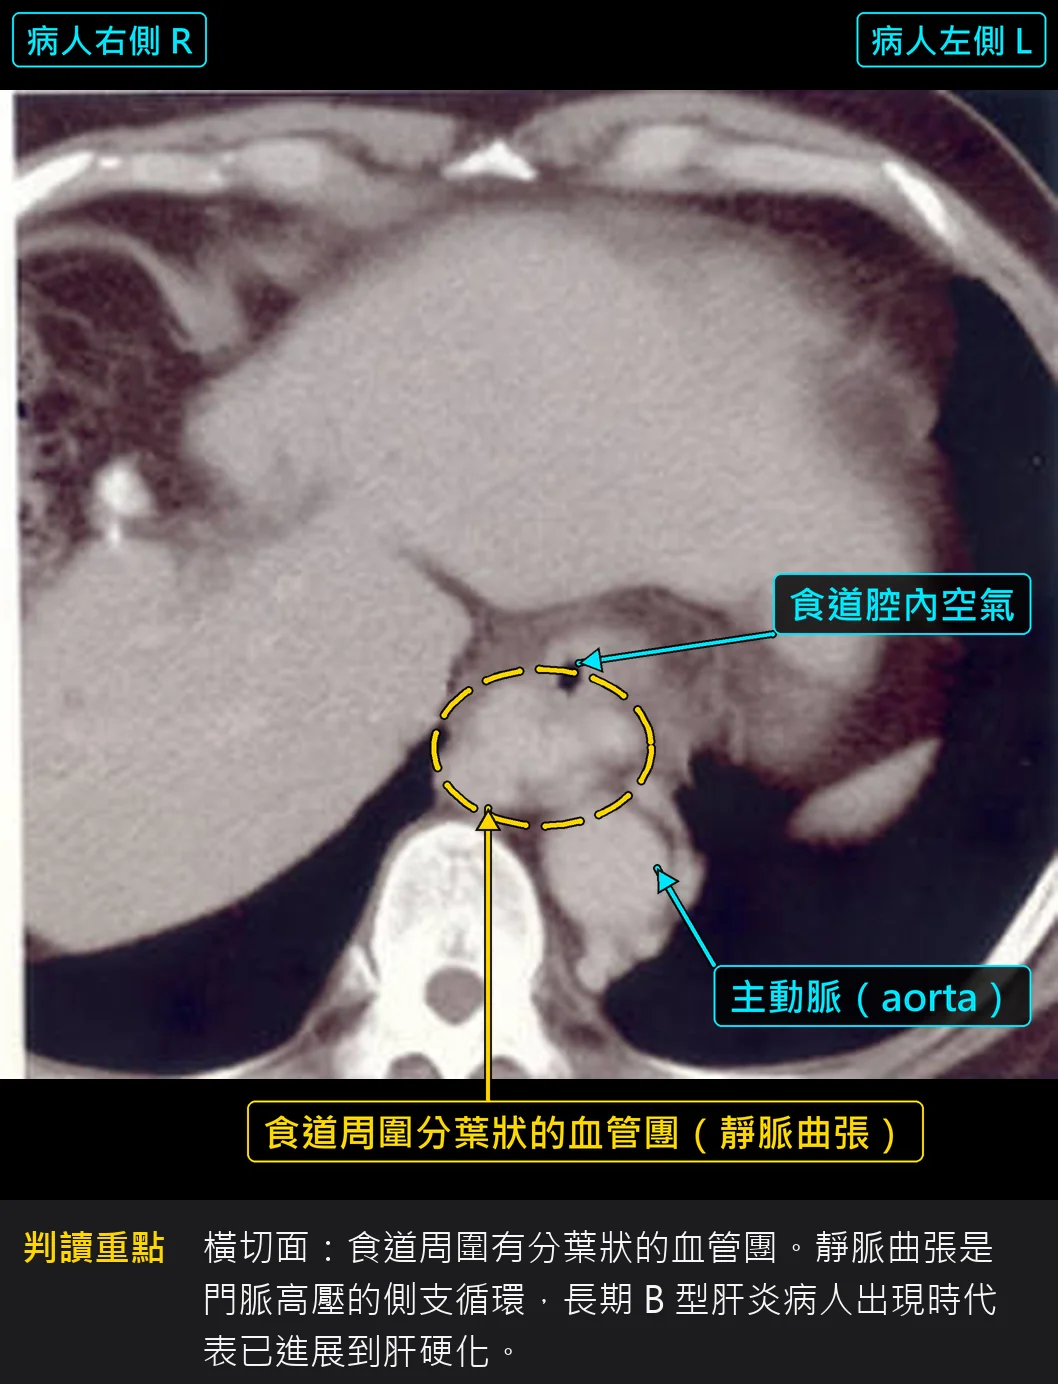 病人右側 R
病人左側 L
食道腔內空氣
主動脈（aorta）
食道周圍分葉狀的血管團（靜脈曲張）
判讀重點
橫切面：食道周圍有分葉狀的血管團。靜脈曲張是
門脈高壓的側支循環，長期 B 型肝炎病人出現時代
表已進展到肝硬化。